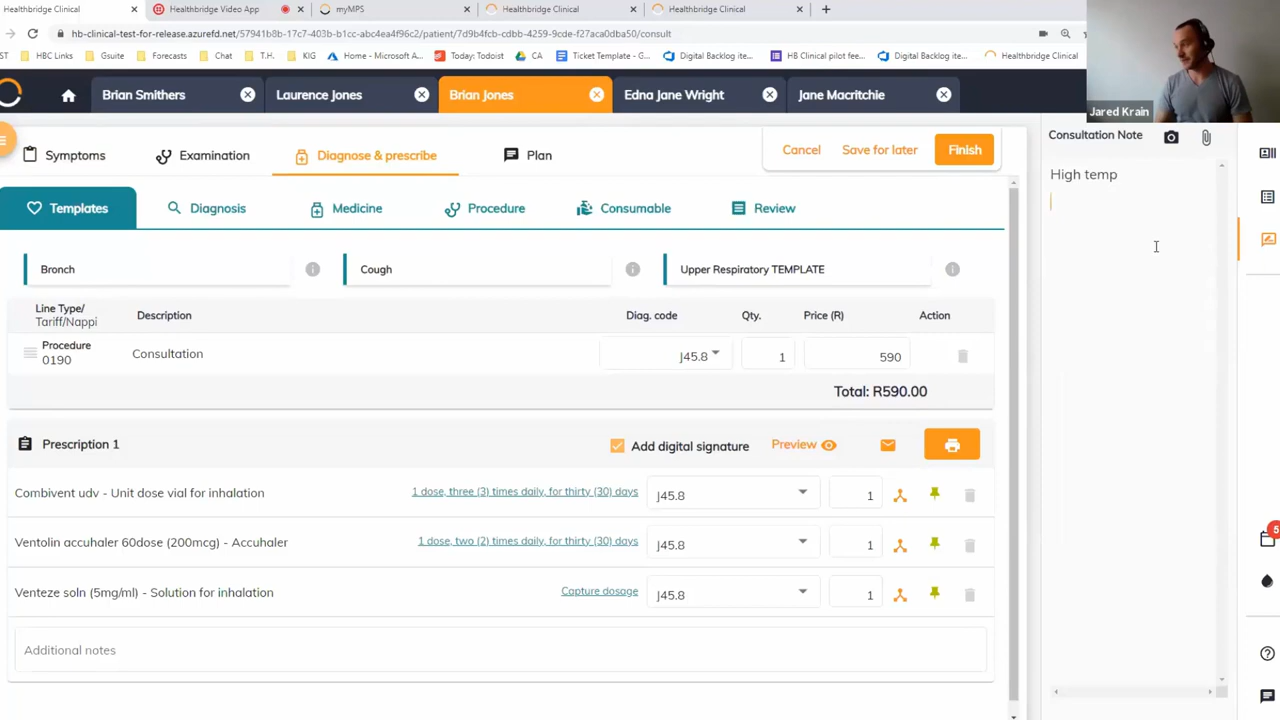 Healthbridge Clinical
Healthbridge Video App
myMPS
Healthbridge Clinical
Healthbridge Clinical
hb-clinical-test-for-release.azurefd.net/57941b8b-17c7-403b-b1cc-abc4ea4f96c2/patient/7d9b4fcb-cdbb-4259-9cde-f27aca0dba50/consult
ST
HBC Links
Gsuite
Forecasts
Chat
T.H.
KIG
Home - Microsoft A...
Today: Todoist
CA
Ticket Template - G...
Digital Backlog ite...
HB Clinical pilot fee...
Digital Backlog ite...
Healthbridge Clinical
Brian Smithers
Laurence Jones
Brian Jones
Edna Jane Wright
Jane Macritchie
Jared Krain
Symptoms
Examination
Diagnose & prescribe
Plan
Cancel
Save for later
Finish
Consultation Note
High temp
Templates
Diagnosis
Medicine
Procedure
Consumable
Review
Bronch
Cough
Upper Respiratory TEMPLATE
Line Type/
Tariff/Nappi
Description
Diag. code
Qty.
Price (R)
Action
Procedure
0190
Consultation
J45.8
1
590
Total: R590.00
Prescription 1
Add digital signature
Preview
Combivent udv - Unit dose vial for inhalation
1 dose, three (3) times daily, for thirty (30) days
J45.8
1
Ventolin accuhaler 60dose (200mcg) - Accuhaler
1 dose, two (2) times daily, for thirty (30) days
J45.8
1
Venteze soln (5mg/ml) - Solution for inhalation
Capture dosage
J45.8
1
Additional notes
5